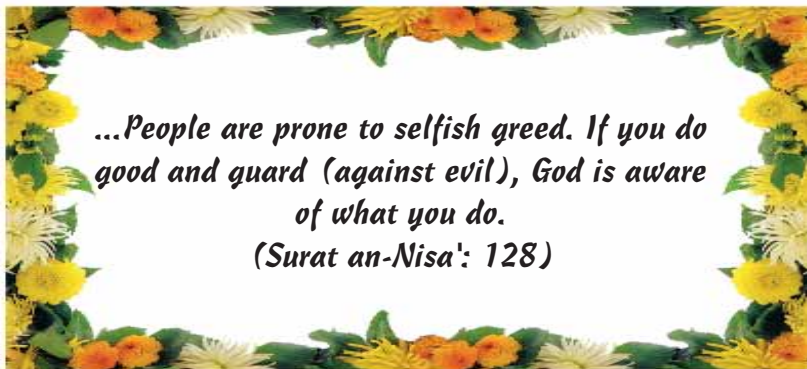 ...People are prone to selfish greed. If you do
good and guard (against evil), God is aware
of what you do.
(Surat an-Nisa': 128)